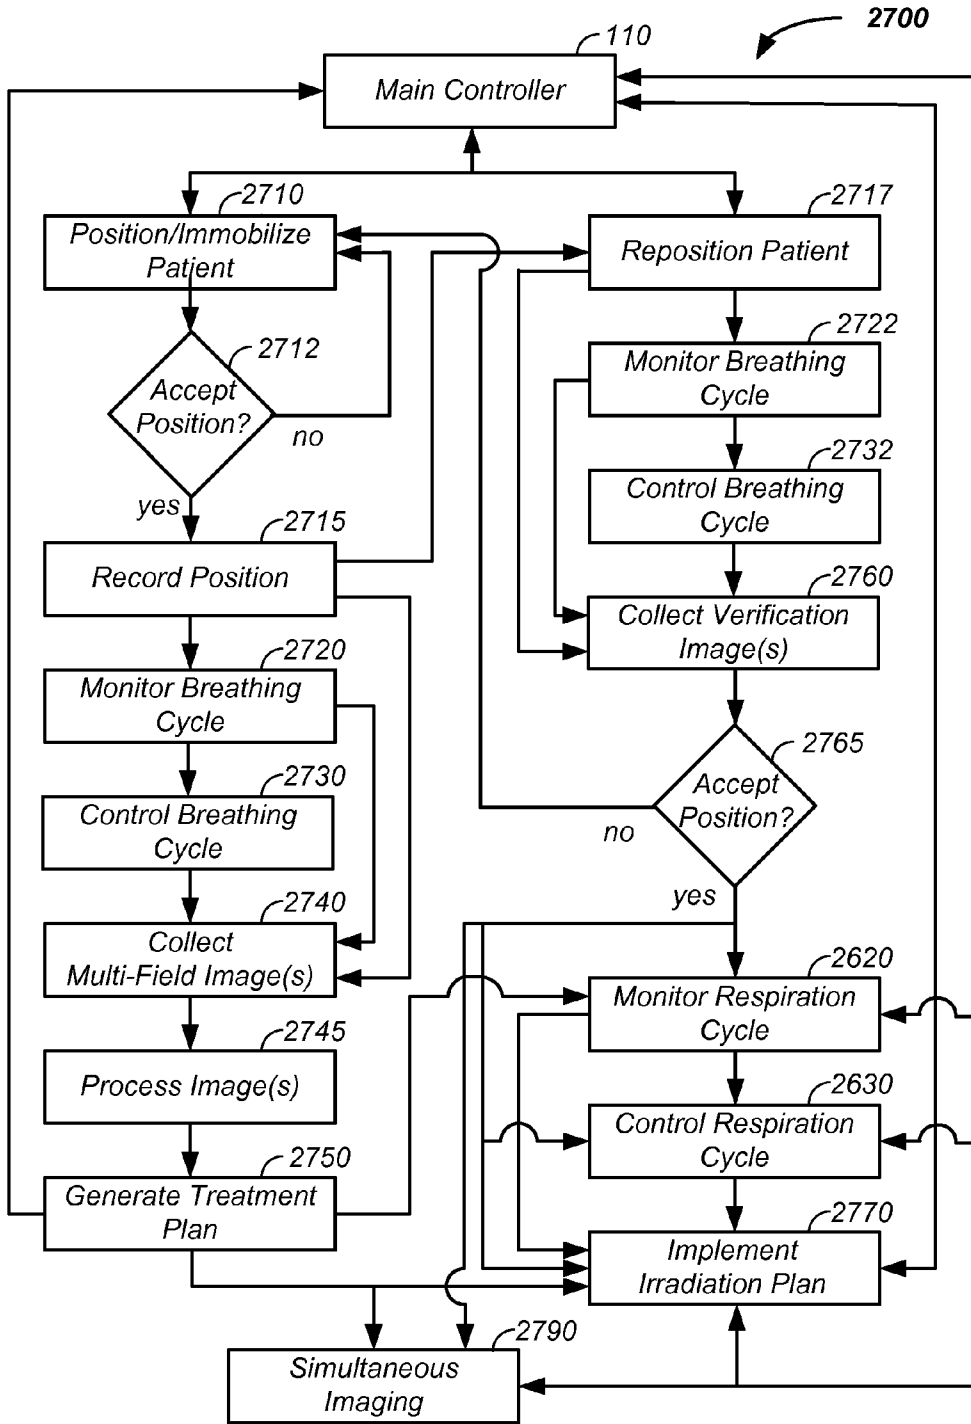 2700
110
Main Controller
2710
Position/Immobilize
Patient
2717
Reposition Patient
2712
Accept
Position?
no
yes
2722
Monitor Breathing
Cycle
2732
Control Breathing
Cycle
2715
Record Position
2760
Collect Verification
Image(s)
2720
Monitor Breathing
Cycle
2765
Accept
Position?
no
yes
2730
Control Breathing
Cycle
2740
Collect
Multi-Field Image(s)
2620
Monitor Respiration
Cycle
2745
Process Image(s)
2630
Control Respiration
Cycle
2750
Generate Treatment
Plan
2770
Implement
Irradiation Plan
2790
Simultaneous
Imaging